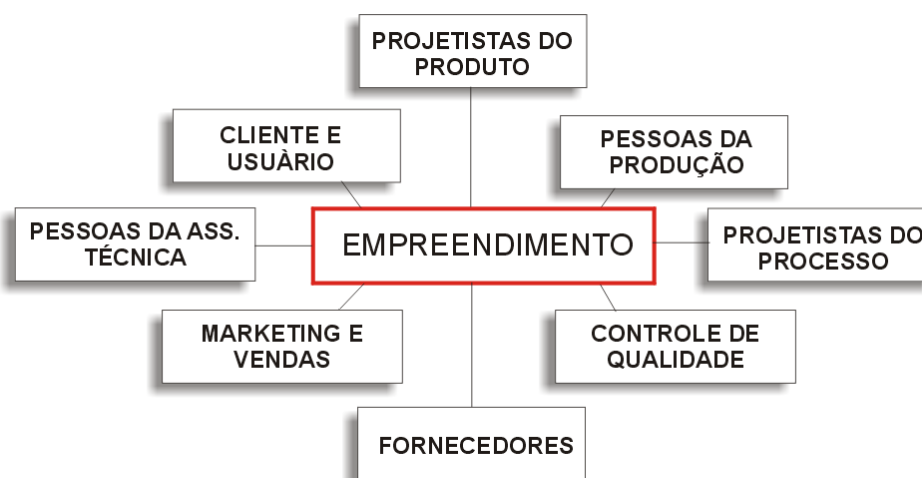 PROJETISTAS DO
PRODUTO
CLIENTE E
USUÀRIO
PESSOAS DA
PRODUÇÃO
PESSOAS DA ASS.
TÉCNICA
EMPREENDIMENTO
PROJETISTAS DO
PROCESSO
MARKETING E
VENDAS
CONTROLE DE
QUALIDADE
FORNECEDORES